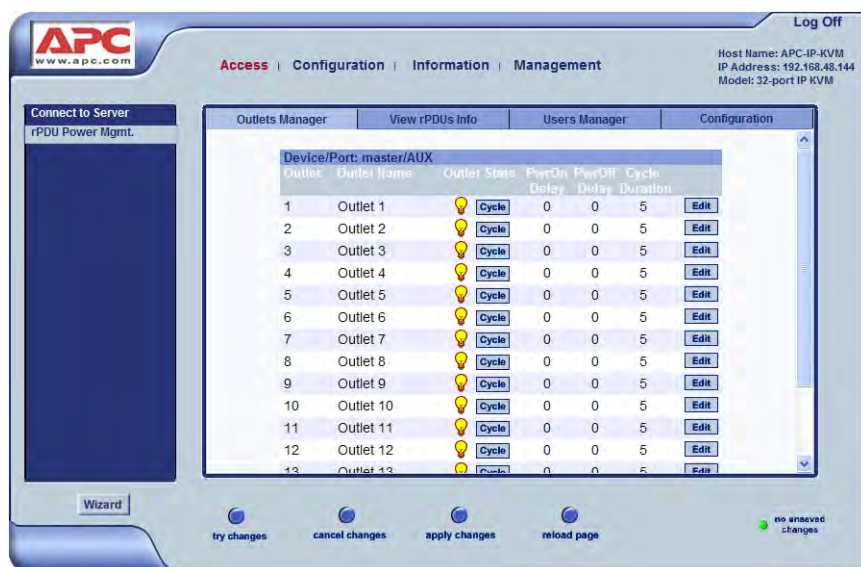 Log Off
APC
www.apc.com
Access | Configuration | Information | Management
Host Name: APC-IP-KVM
IP Address: 192.168.48.144
Model: 32-port IP KVM
Connect to Server
rPDU Power Mgmt.
Outlets Manager View rPDUs Info Users Manager Configuration
Device/Port: master/AUX
Outlet Outlet Name Outlet State PwrOn Delay PwrOff Delay Cycle Duration
1 Outlet 1 Cycle 0 0 5 Edit
2 Outlet 2 Cycle 0 0 5 Edit
3 Outlet 3 Cycle 0 0 5 Edit
4 Outlet 4 Cycle 0 0 5 Edit
5 Outlet 5 Cycle 0 0 5 Edit
6 Outlet 6 Cycle 0 0 5 Edit
7 Outlet 7 Cycle 0 0 5 Edit
8 Outlet 8 Cycle 0 0 5 Edit
9 Outlet 9 Cycle 0 0 5 Edit
10 Outlet 10 Cycle 0 0 5 Edit
11 Outlet 11 Cycle 0 0 5 Edit
12 Outlet 12 Cycle 0 0 5 Edit
13 Outlet 13 Cycle 0 0 5 Edit
Wizard
try changes cancel changes apply changes reload page
no unsaved
changes